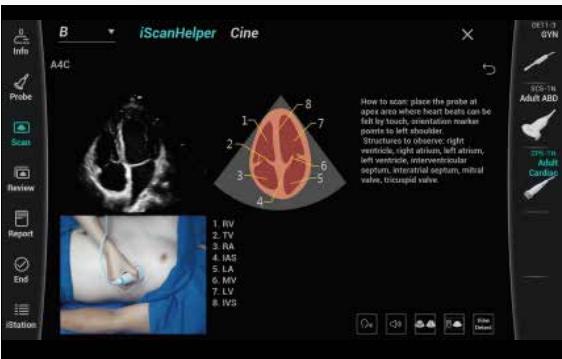 Info
Probe
Scan
Review
Report
End
iStation
B iScanHelper Cine
A4C
1
2
3
4
5
6
7
8
How to scan: place the probe at
apex area where heart beats can be
felt by touch, orientation marker
points to left shoulder.
Structures to observe: right
ventricle, right atrium, left atrium,
left ventricle, interventricular
septum, interatrial septum, mitral
valve, tricuspid valve.
1. RV
2. TV
3. RA
4. IAS
5. LA
6. MV
7. LV
8. IVS
GYN
Adult ABD
Adult
Cardiac